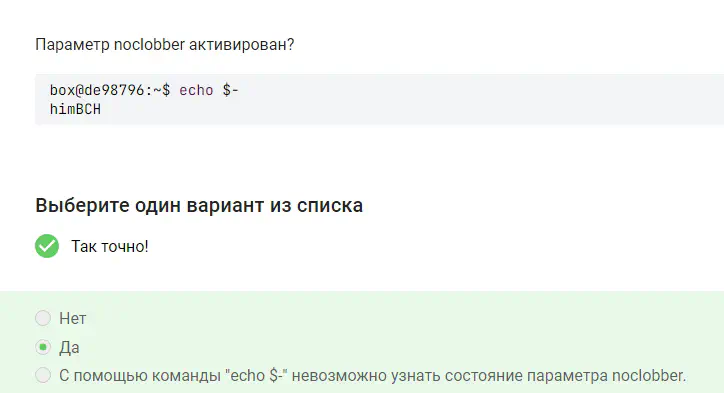 Параметр noclobber активирован?
box@de98796:~$ echo $-
himBCH
Выберите один вариант из списка
Так точно!
Нет
Да
С помощью команды "echo $-" невозможно узнать состояние параметра noclobber.